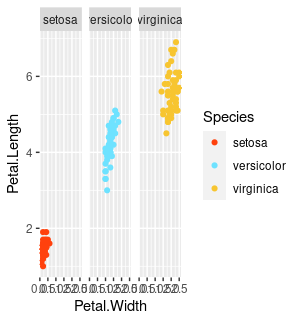 setosa
versicolo
virginica
6
4
2
Petal.Length
Petal.Width
Species
setosa
versicolor
virginica